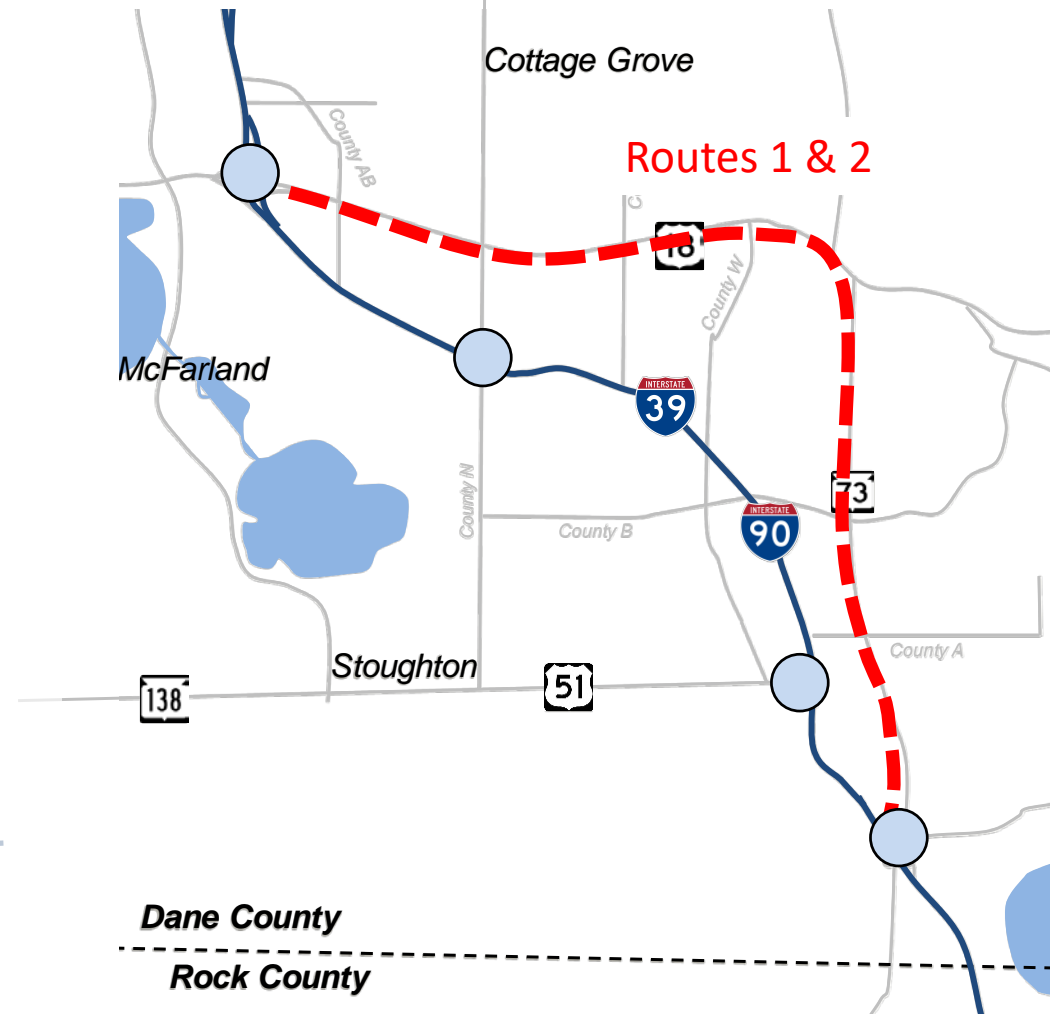 Cottage Grove
County AB
Routes 1 & 2
C
18
County W
McFarland
INTERSTATE
39
County N
73
INTERSTATE
90
County B
County A
Stoughton
138
51
Dane County
Rock County